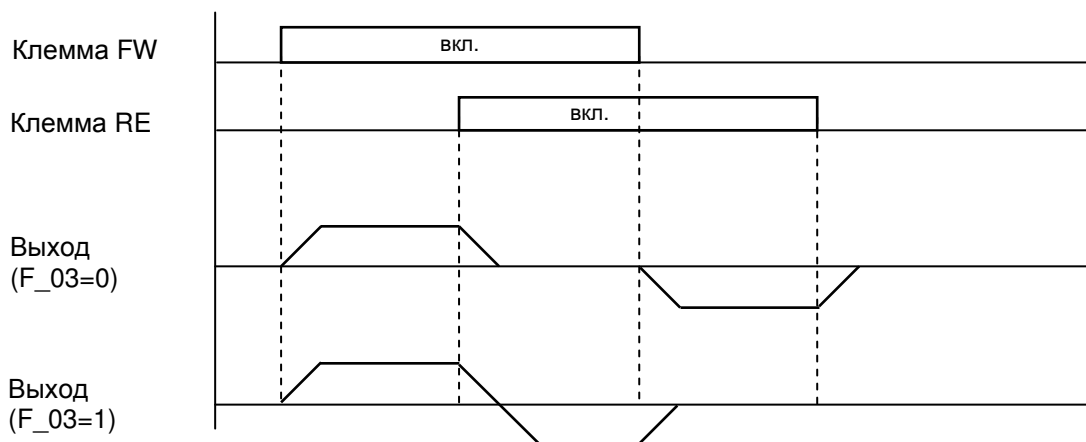 Клемма FW
вкл.
Клемма RE
вкл.
Выход
(F_03=0)
Выход
(F_03=1)